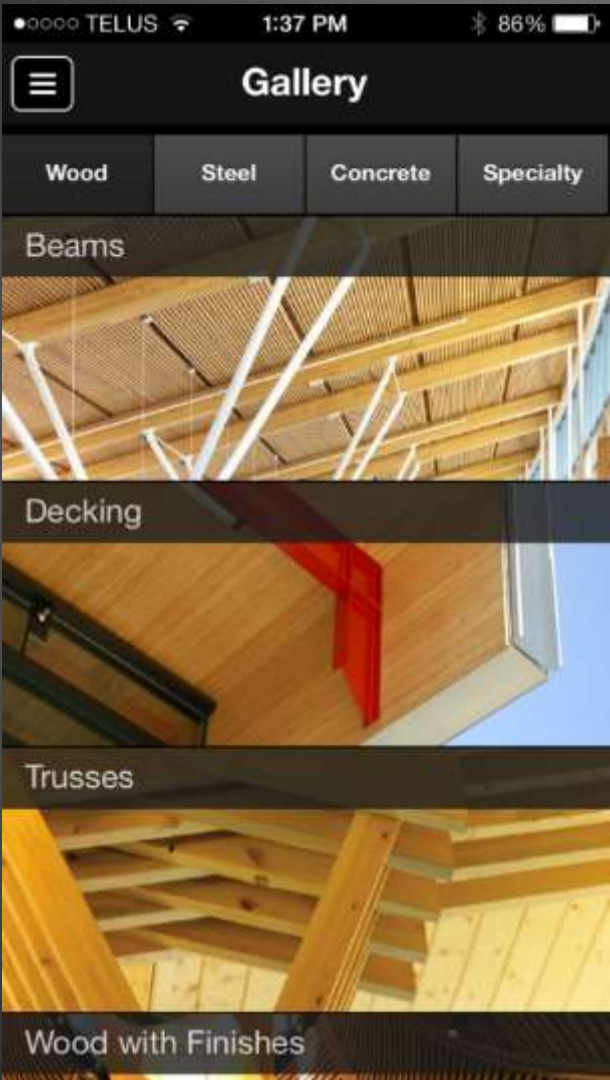 TELUS 1:37 PM 86%
Gallery
Wood Steel Concrete Specialty
Beams
Decking
Trusses
Wood with Finishes